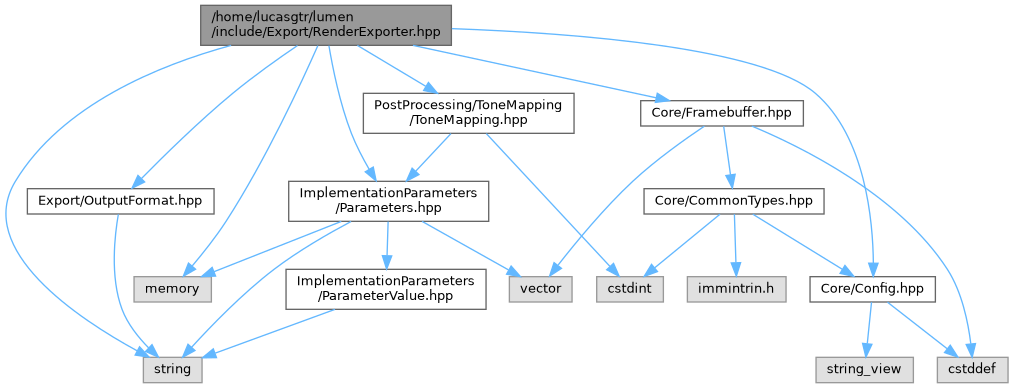 /home/lucasgtr/lumen
/include/Export/RenderExporter.hpp
PostProcessing/ToneMapping
/ToneMapping.hpp
Core/Framebuffer.hpp
Export/OutputFormat.hpp
ImplementationParameters
/Parameters.hpp
Core/CommonTypes.hpp
memory
ImplementationParameters
/ParameterValue.hpp
vector
cstdint
immintrin.h
Core/Config.hpp
string
string_view
cstddef